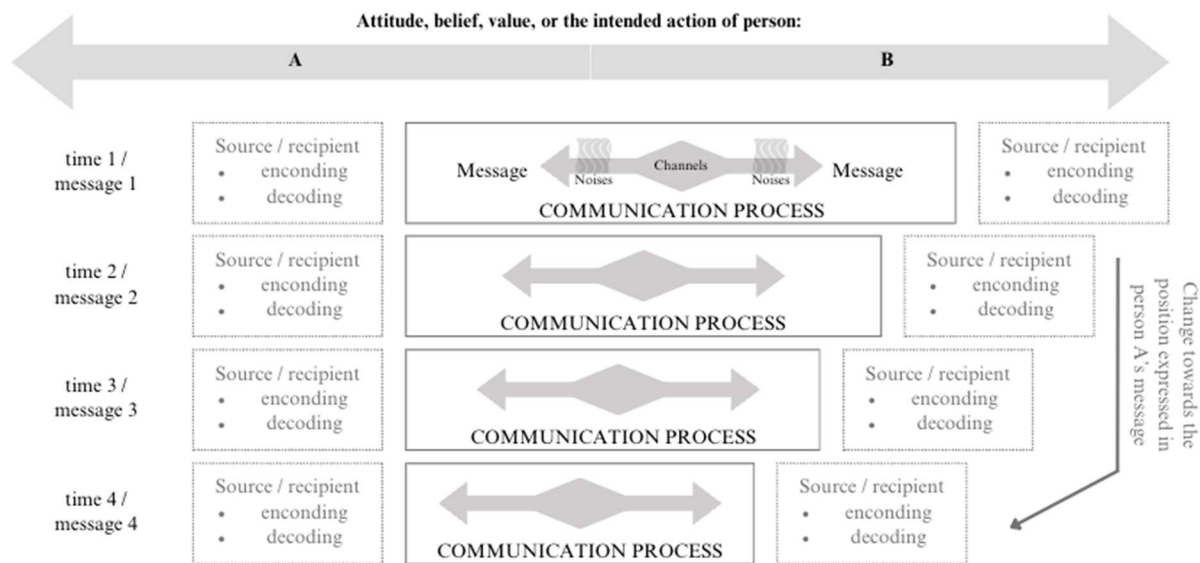 Attitude, belief, value, or the intended action of person:
A
B
time 1 /
message 1
Source / recipient
• enconding
• decoding
Message
Noises
Channels
Noises
Message
COMMUNICATION PROCESS
Source / recipient
• enconding
• decoding
time 2 /
message 2
Source / recipient
• enconding
• decoding
COMMUNICATION PROCESS
Source / recipient
• enconding
• decoding
time 3 /
message 3
Source / recipient
• enconding
• decoding
COMMUNICATION PROCESS
Source / recipient
• enconding
• decoding
time 4 /
message 4
Source / recipient
• enconding
• decoding
COMMUNICATION PROCESS
Source / recipient
• enconding
• decoding
Change towards the
position expressed in
person A's message